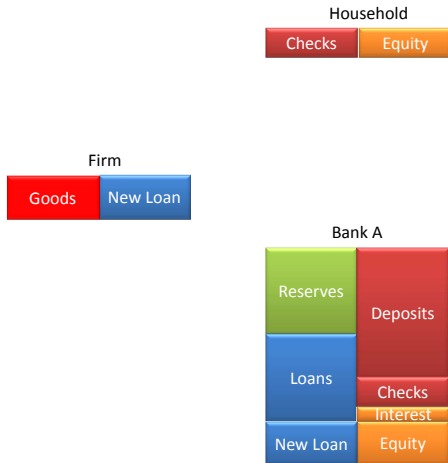 Household
Checks Equity
Firm
Goods New Loan
Bank A
Reserves
Deposits
Loans
Checks
Interest
New Loan Equity